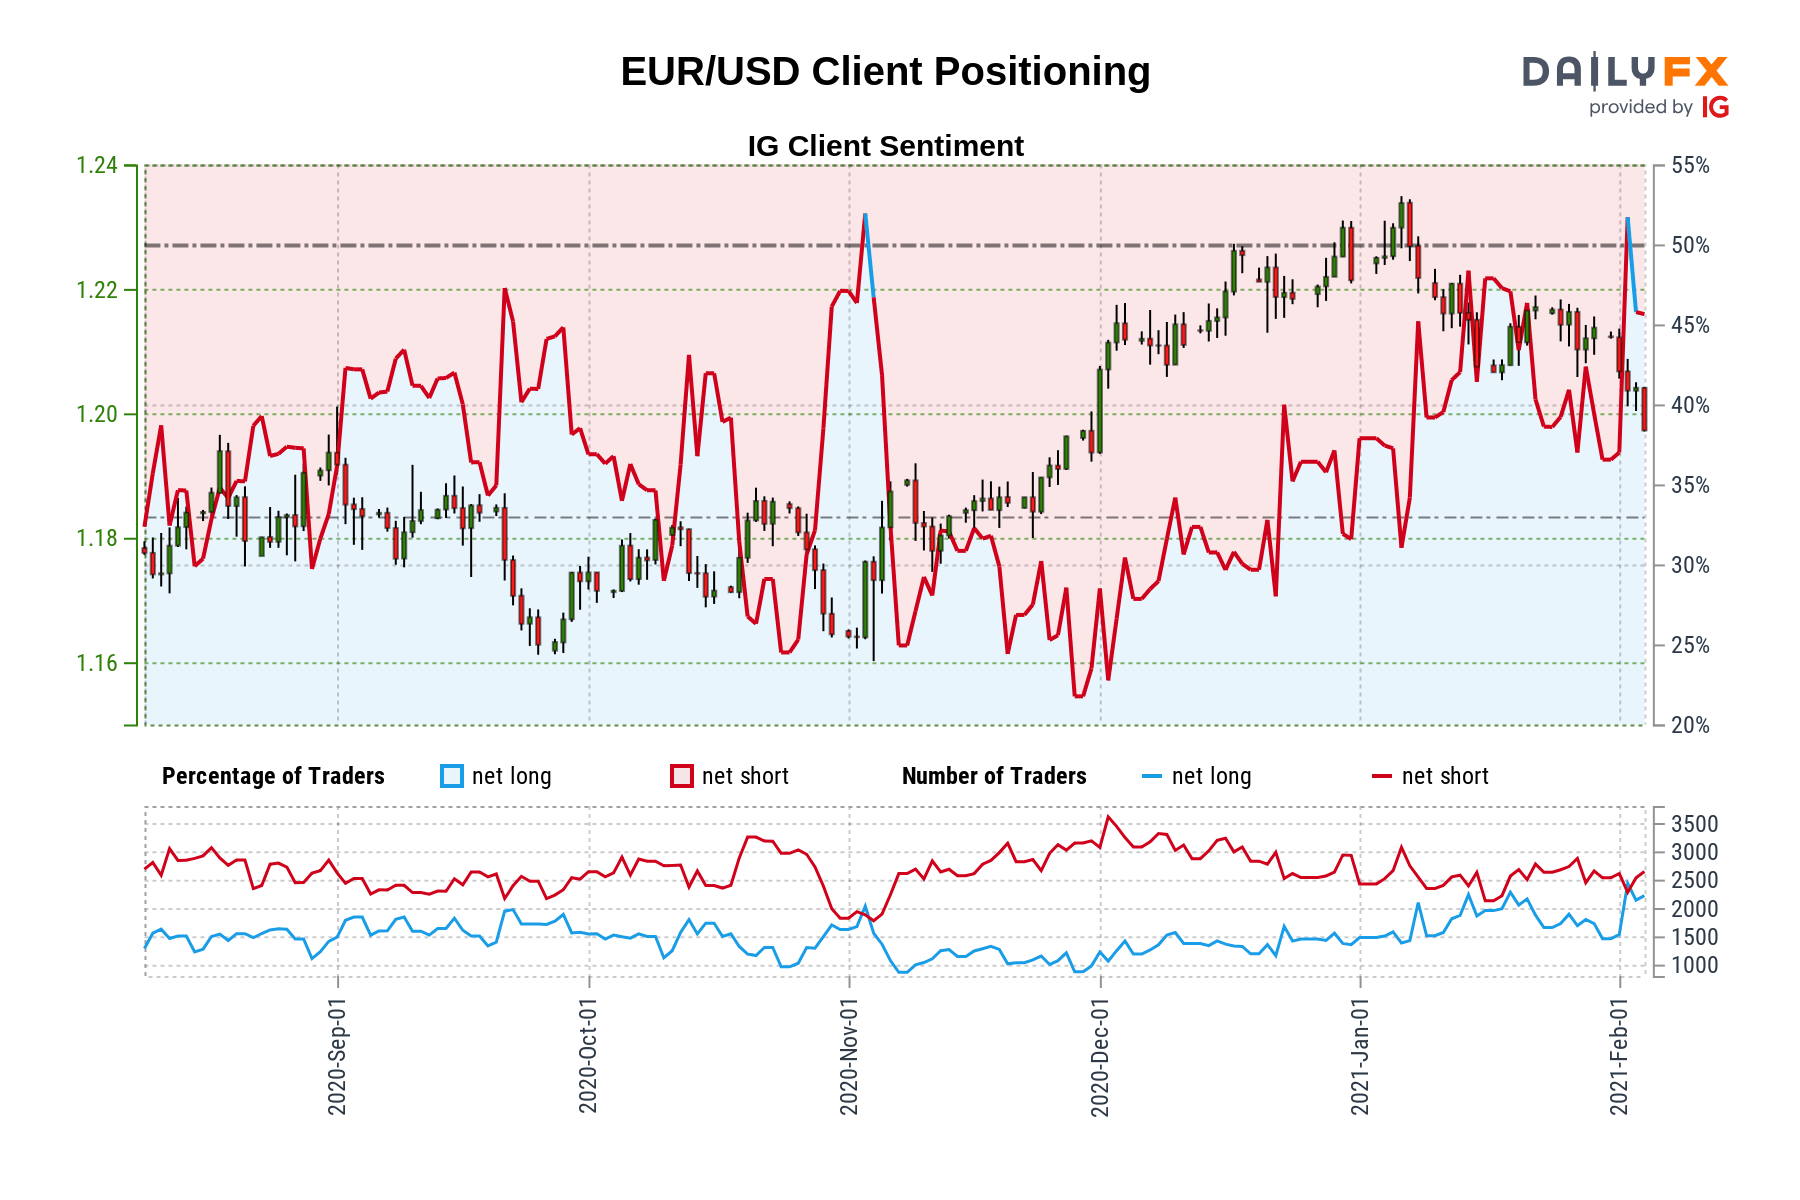 EUR/USD Client Positioning
DAILYFX
provided by IG
IG Client Sentiment
1.24
1.22
1.20
1.18
1.16
55%
50%
45%
40%
35%
30%
25%
20%
Percentage of Traders net long net short Number of Traders net long net short
3500
3000
2500
2000
1500
1000
2020-Sep-01
2020-Oct-01
2020-Nov-01
2020-Dec-01
2021-Jan-01
2021-Feb-01